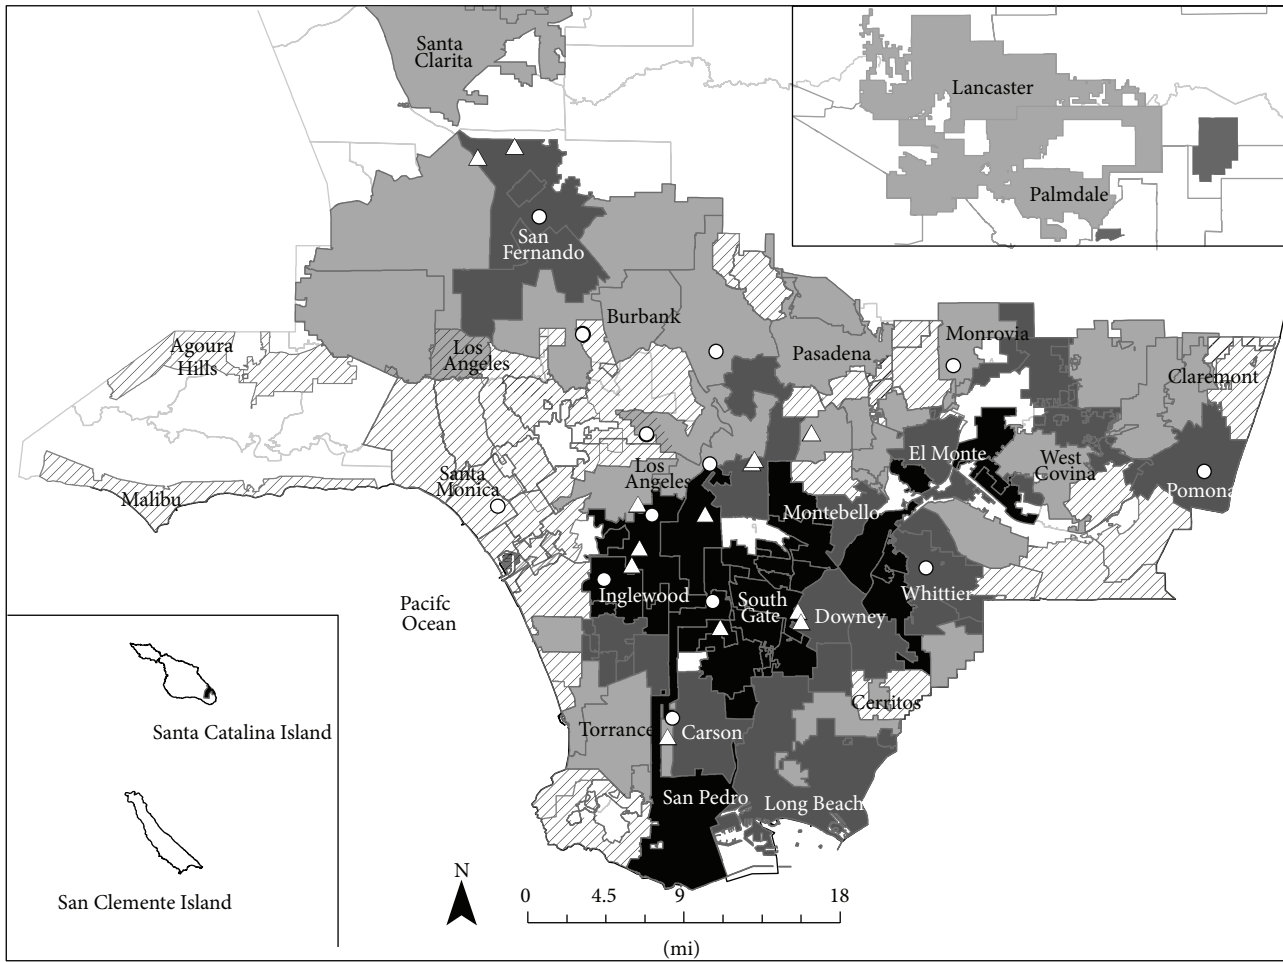 Santa
Clarita
Lancaster
Palmdale
San
Fernando
Burbank
Monrovia
Agoura
Hills
Los
Angeles
Pasadena
Claremont
El Monte
West
Covina
Los
Angeles
Santa
Monica
Malibu
Pomona
Montebello
Inglewood
South
Gate
Downey
Whittier
Pacifc
Ocean
Cerritos
Torrance
Carson
Santa Catalina Island
San Pedro
Long Beach
San Clemente Island
N
0 4.5 9 18
(mi)